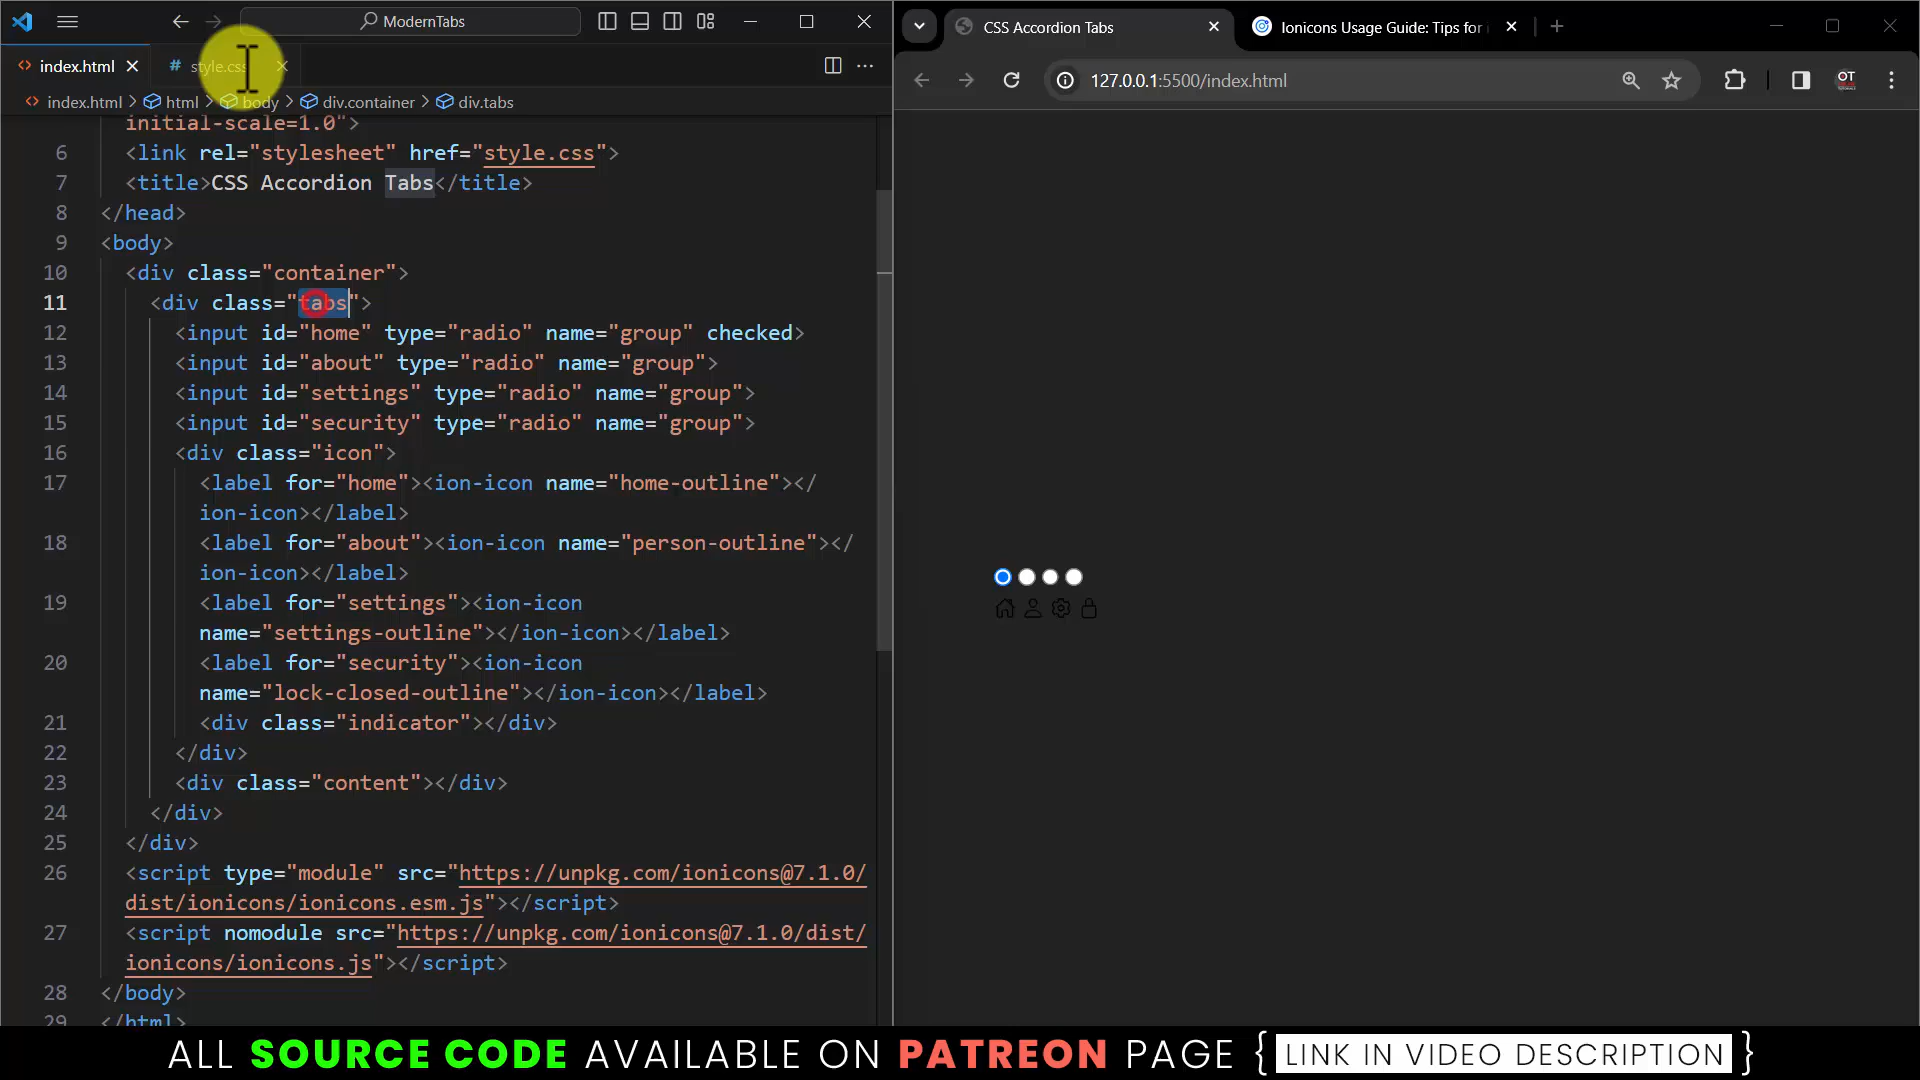 ModernTabs
index.html
# style.css
index.html > html > body > div.container > div.tabs
initial-scale=1.0">
6 <link rel="stylesheet" href="style.css">
7 <title>CSS Accordion Tabs</title>
8 </head>
9 <body>
10 <div class="container">
11 <div class="tabs">
12 <input id="home" type="radio" name="group" checked>
13 <input id="about" type="radio" name="group">
14 <input id="settings" type="radio" name="group">
15 <input id="security" type="radio" name="group">
16 <div class="icon">
17 <label for="home"><ion-icon name="home-outline"></
ion-icon></label>
18 <label for="about"><ion-icon name="person-outline"></
ion-icon></label>
19 <label for="settings"><ion-icon
name="settings-outline"></ion-icon></label>
20 <label for="security"><ion-icon
name="lock-closed-outline"></ion-icon></label>
21 <div class="indicator"></div>
22 </div>
23 <div class="content"></div>
24 </div>
25 </div>
26 <script type="module" src="https://unpkg.com/ionicons@7.1.0/
dist/ionicons/ionicons.esm.js"></script>
27 <script nomodule src="https://unpkg.com/ionicons@7.1.0/dist/
ionicons/ionicons.js"></script>
28 </body>
29 </html>
CSS Accordion Tabs
Ionicons Usage Guide: Tips for
127.0.0.1:5500/index.html
OT
ALL SOURCE CODE AVAILABLE ON PATREON PAGE { LINK IN VIDEO DESCRIPTION }